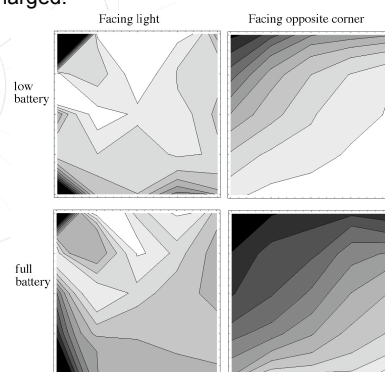 harged:
Facing light Facing opposite corner
low
battery
full
battery